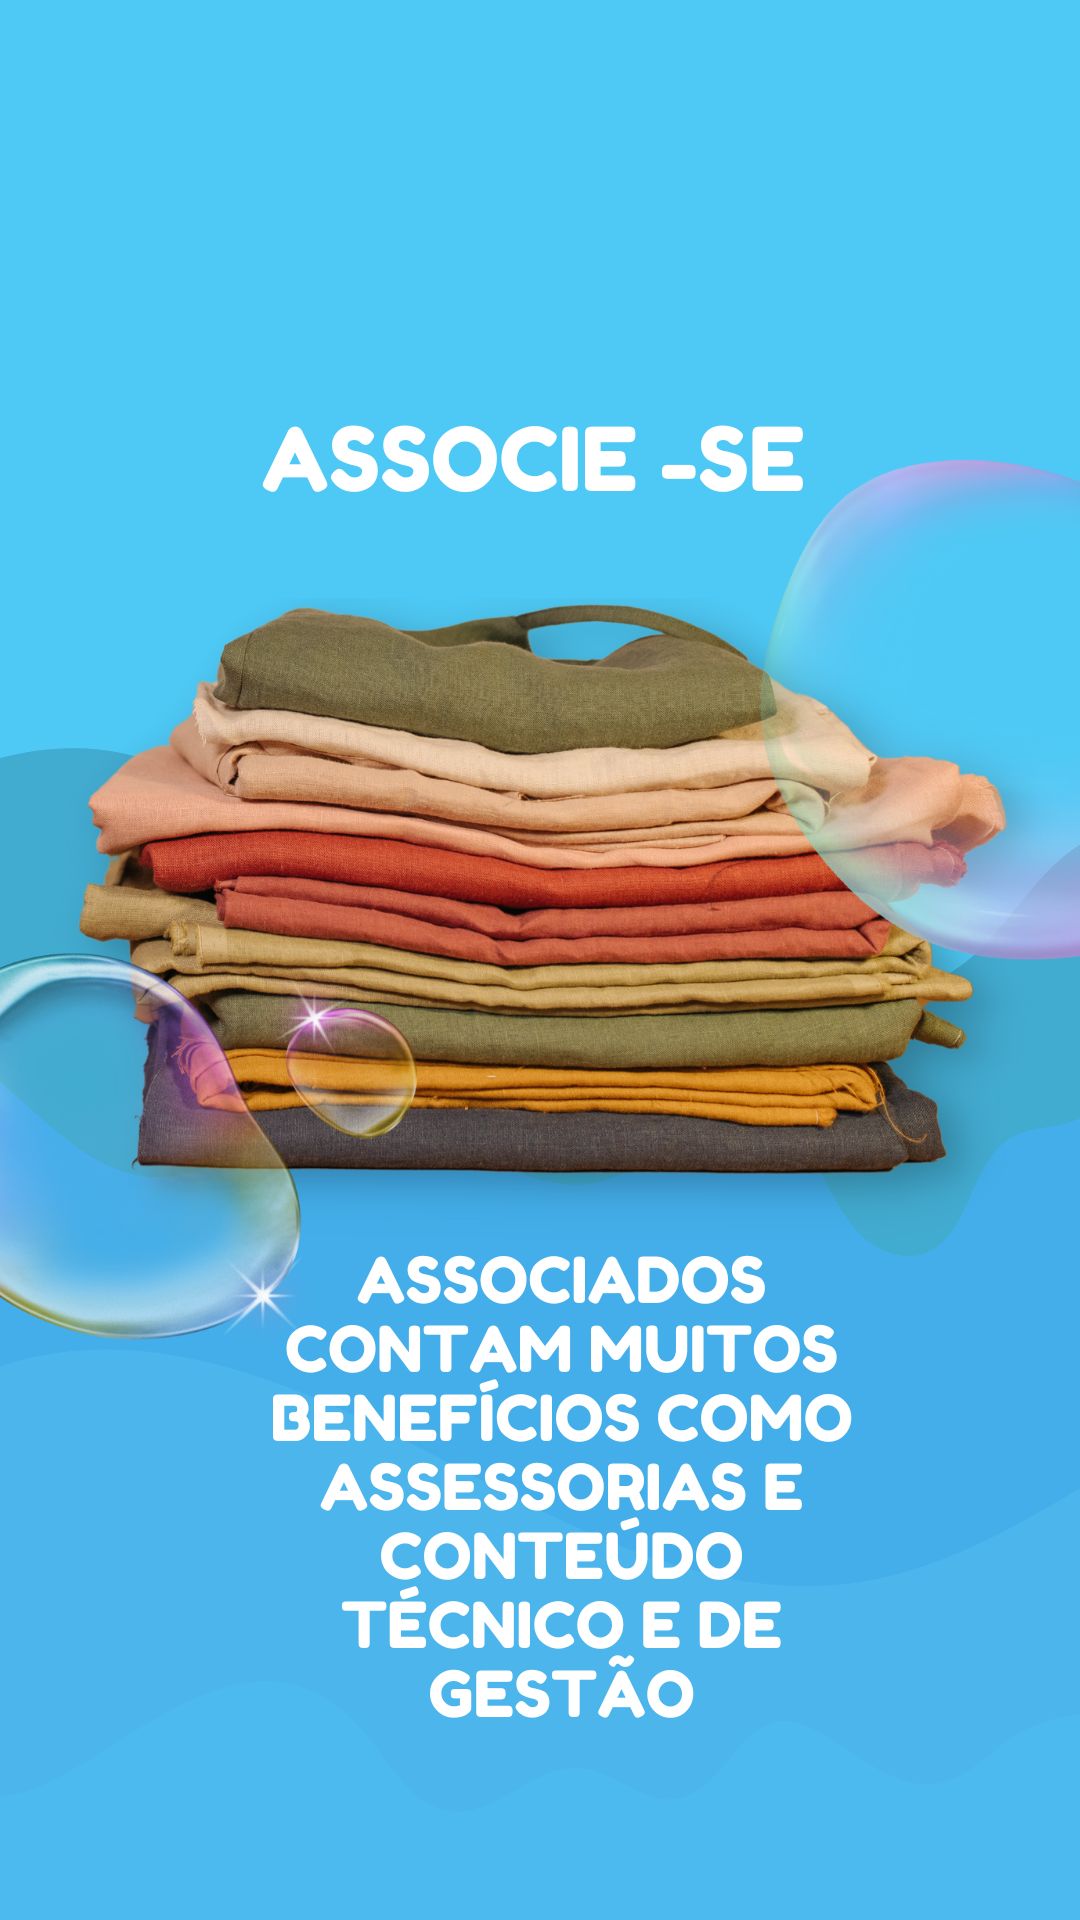 ASSOCIE -SE
ASSOCIADOS
CONTAM MUITOS
BENEFÍCIOS COMO
ASSESSORIAS E
CONTEÚDO
TÉCNICO E DE
GESTÃO